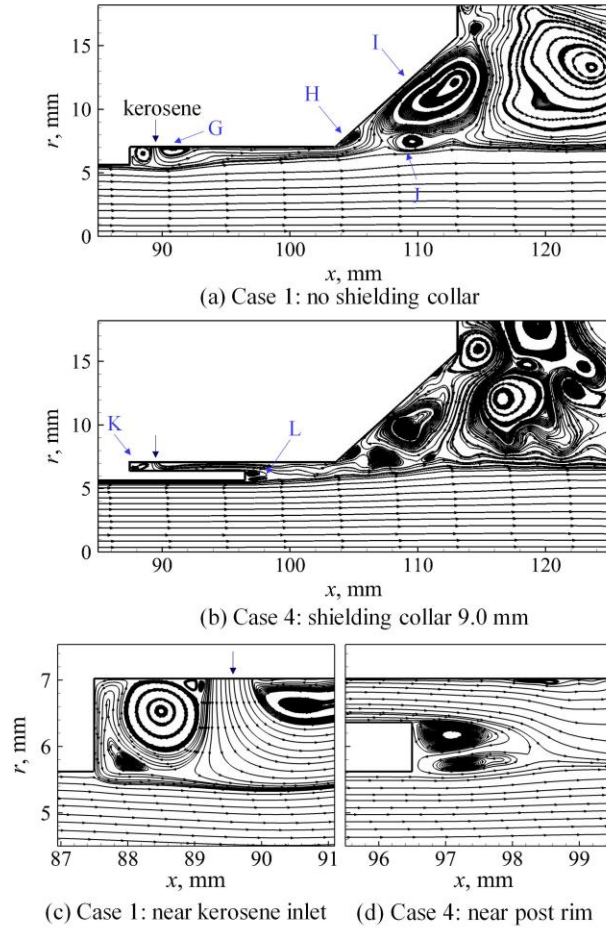 15
I
r, mm
10
kerosene
H
G
5
J
0
90
100
110
120
x, mm
(a) Case 1: no shielding collar
15
r, mm
10
K
L
5
0
90
100
110
120
x, mm
(b) Case 4: shielding collar 9.0 mm
7
r, mm
6
5
87
88
89
90
91
96
97
98
99
x, mm
x, mm
(c) Case 1: near kerosene inlet
(d) Case 4: near post rim